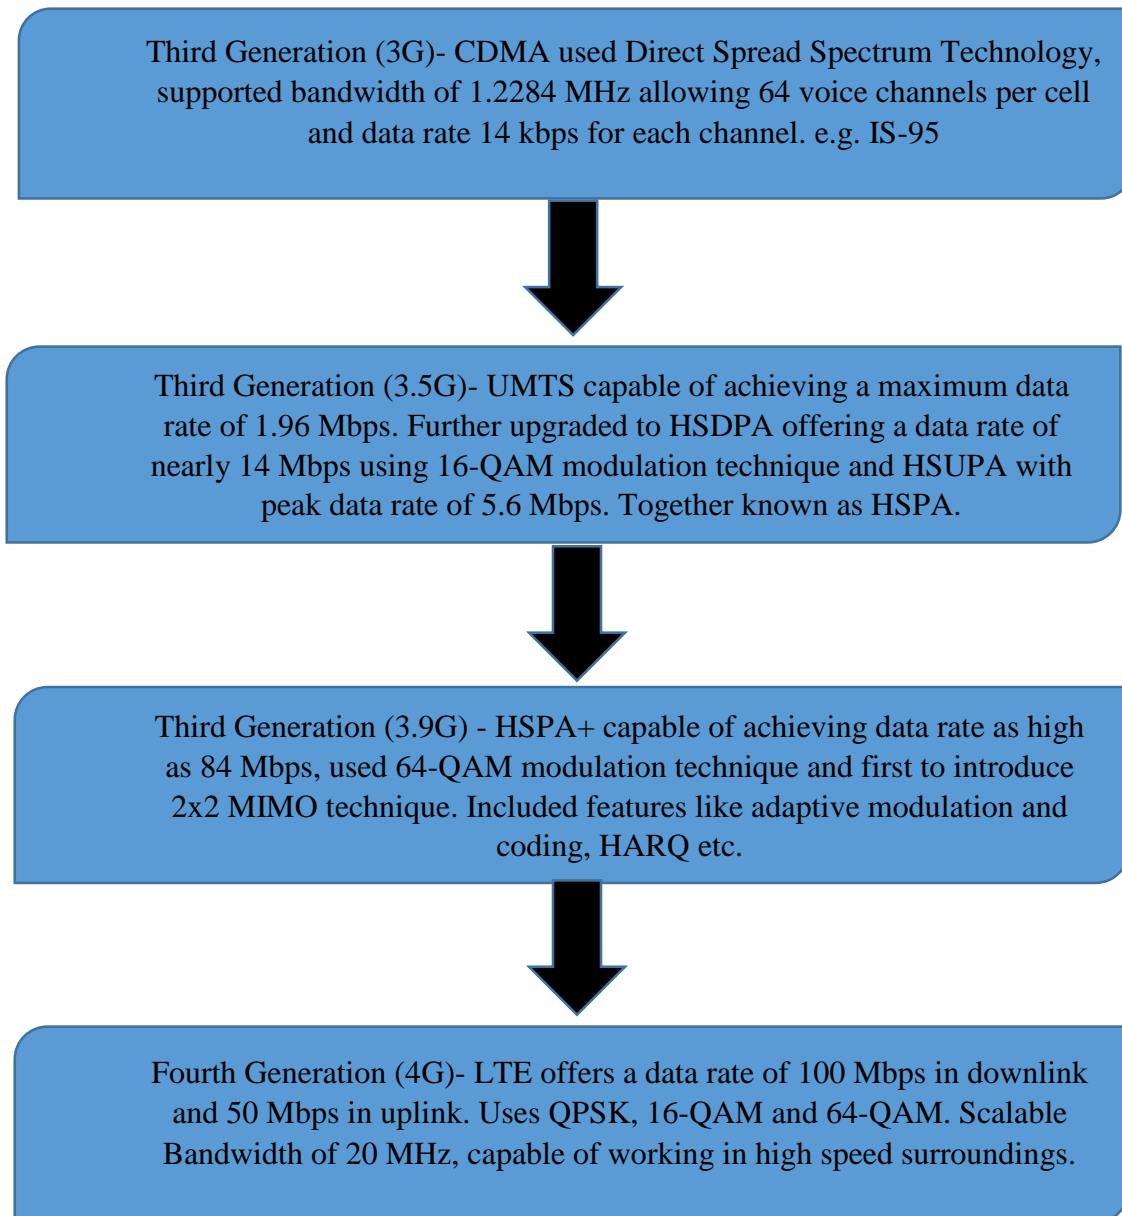 Third Generation (3G)- CDMA used Direct Spread Spectrum Technology,
supported bandwidth of 1.2284 MHz allowing 64 voice channels per cell
and data rate 14 kbps for each channel. e.g. IS-95
Third Generation (3.5G)- UMTS capable of achieving a maximum data
rate of 1.96 Mbps. Further upgraded to HSDPA offering a data rate of
nearly 14 Mbps using 16-QAM modulation technique and HSUPA with
peak data rate of 5.6 Mbps. Together known as HSPA.
Third Generation (3.9G) - HSPA+ capable of achieving data rate as high
as 84 Mbps, used 64-QAM modulation technique and first to introduce
2x2 MIMO technique. Included features like adaptive modulation and
coding, HARQ etc.
Fourth Generation (4G)- LTE offers a data rate of 100 Mbps in downlink
and 50 Mbps in uplink. Uses QPSK, 16-QAM and 64-QAM. Scalable
Bandwidth of 20 MHz, capable of working in high speed surroundings.